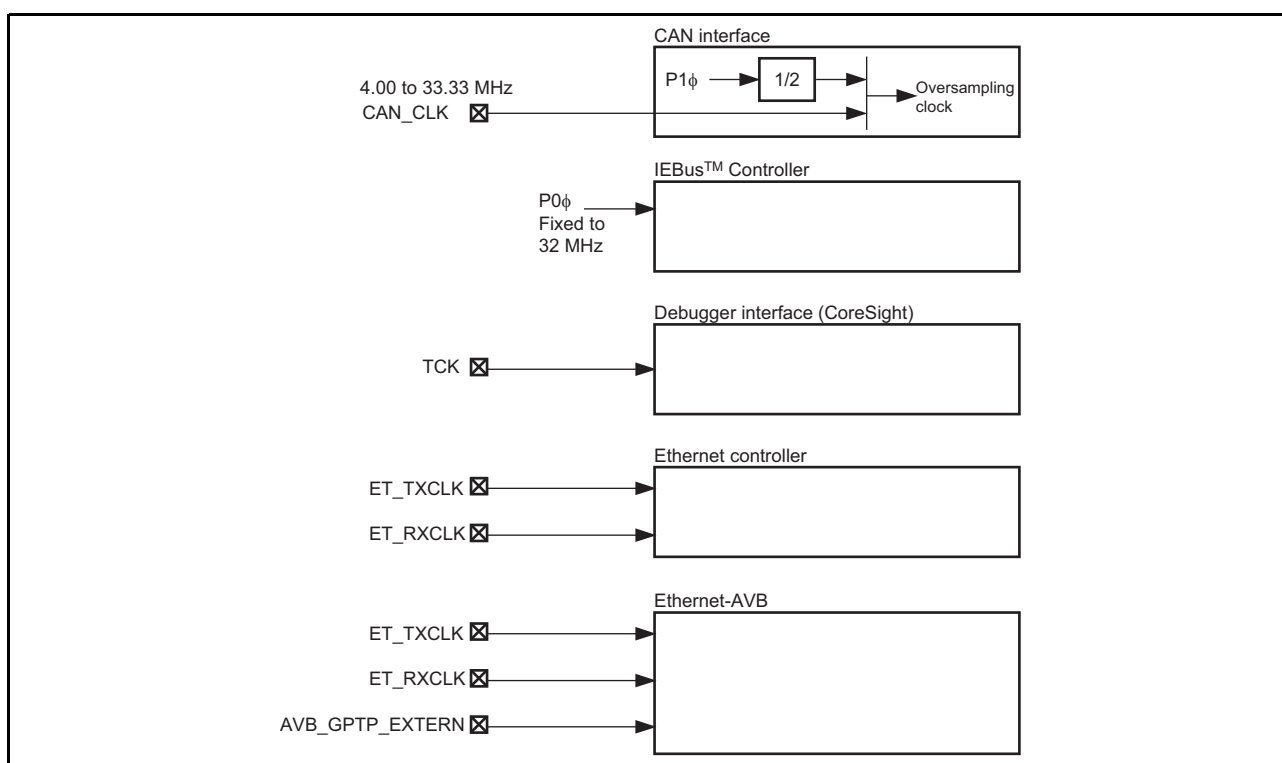 CAN interface
P1ϕ
1/2
Oversampling
clock
4.00 to 33.33 MHz
CAN_CLK
IEBus™ Controller
P0ϕ
Fixed to
32 MHz
Debugger interface (CoreSight)
TCK
Ethernet controller
ET_TXCLK
ET_RXCLK
Ethernet-AVB
ET_TXCLK
ET_RXCLK
AVB_GPTP_EXTERN